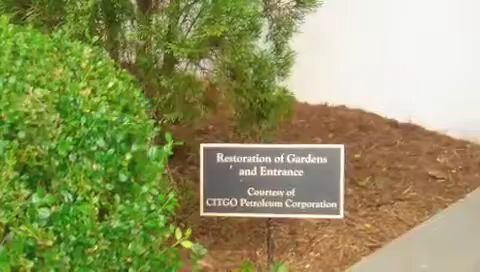 Restoration of Gardens
and Entrance
Courtesy of
CITGO Petroleum Corporation